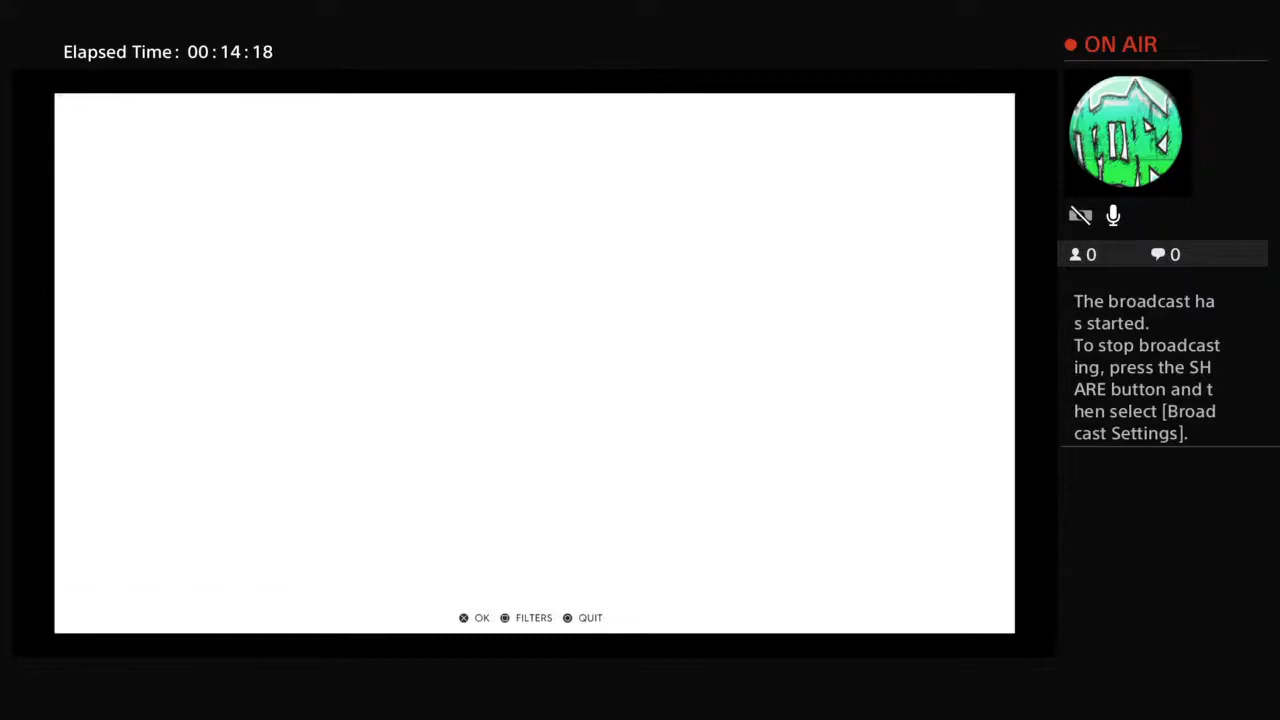 Elapsed Time: 00:14:18
ON AIR
0 0
The broadcast ha
s started.
To stop broadcast
ing, press the SH
ARE button and t
hen select [Broad
cast Settings].
OK FILTERS QUIT